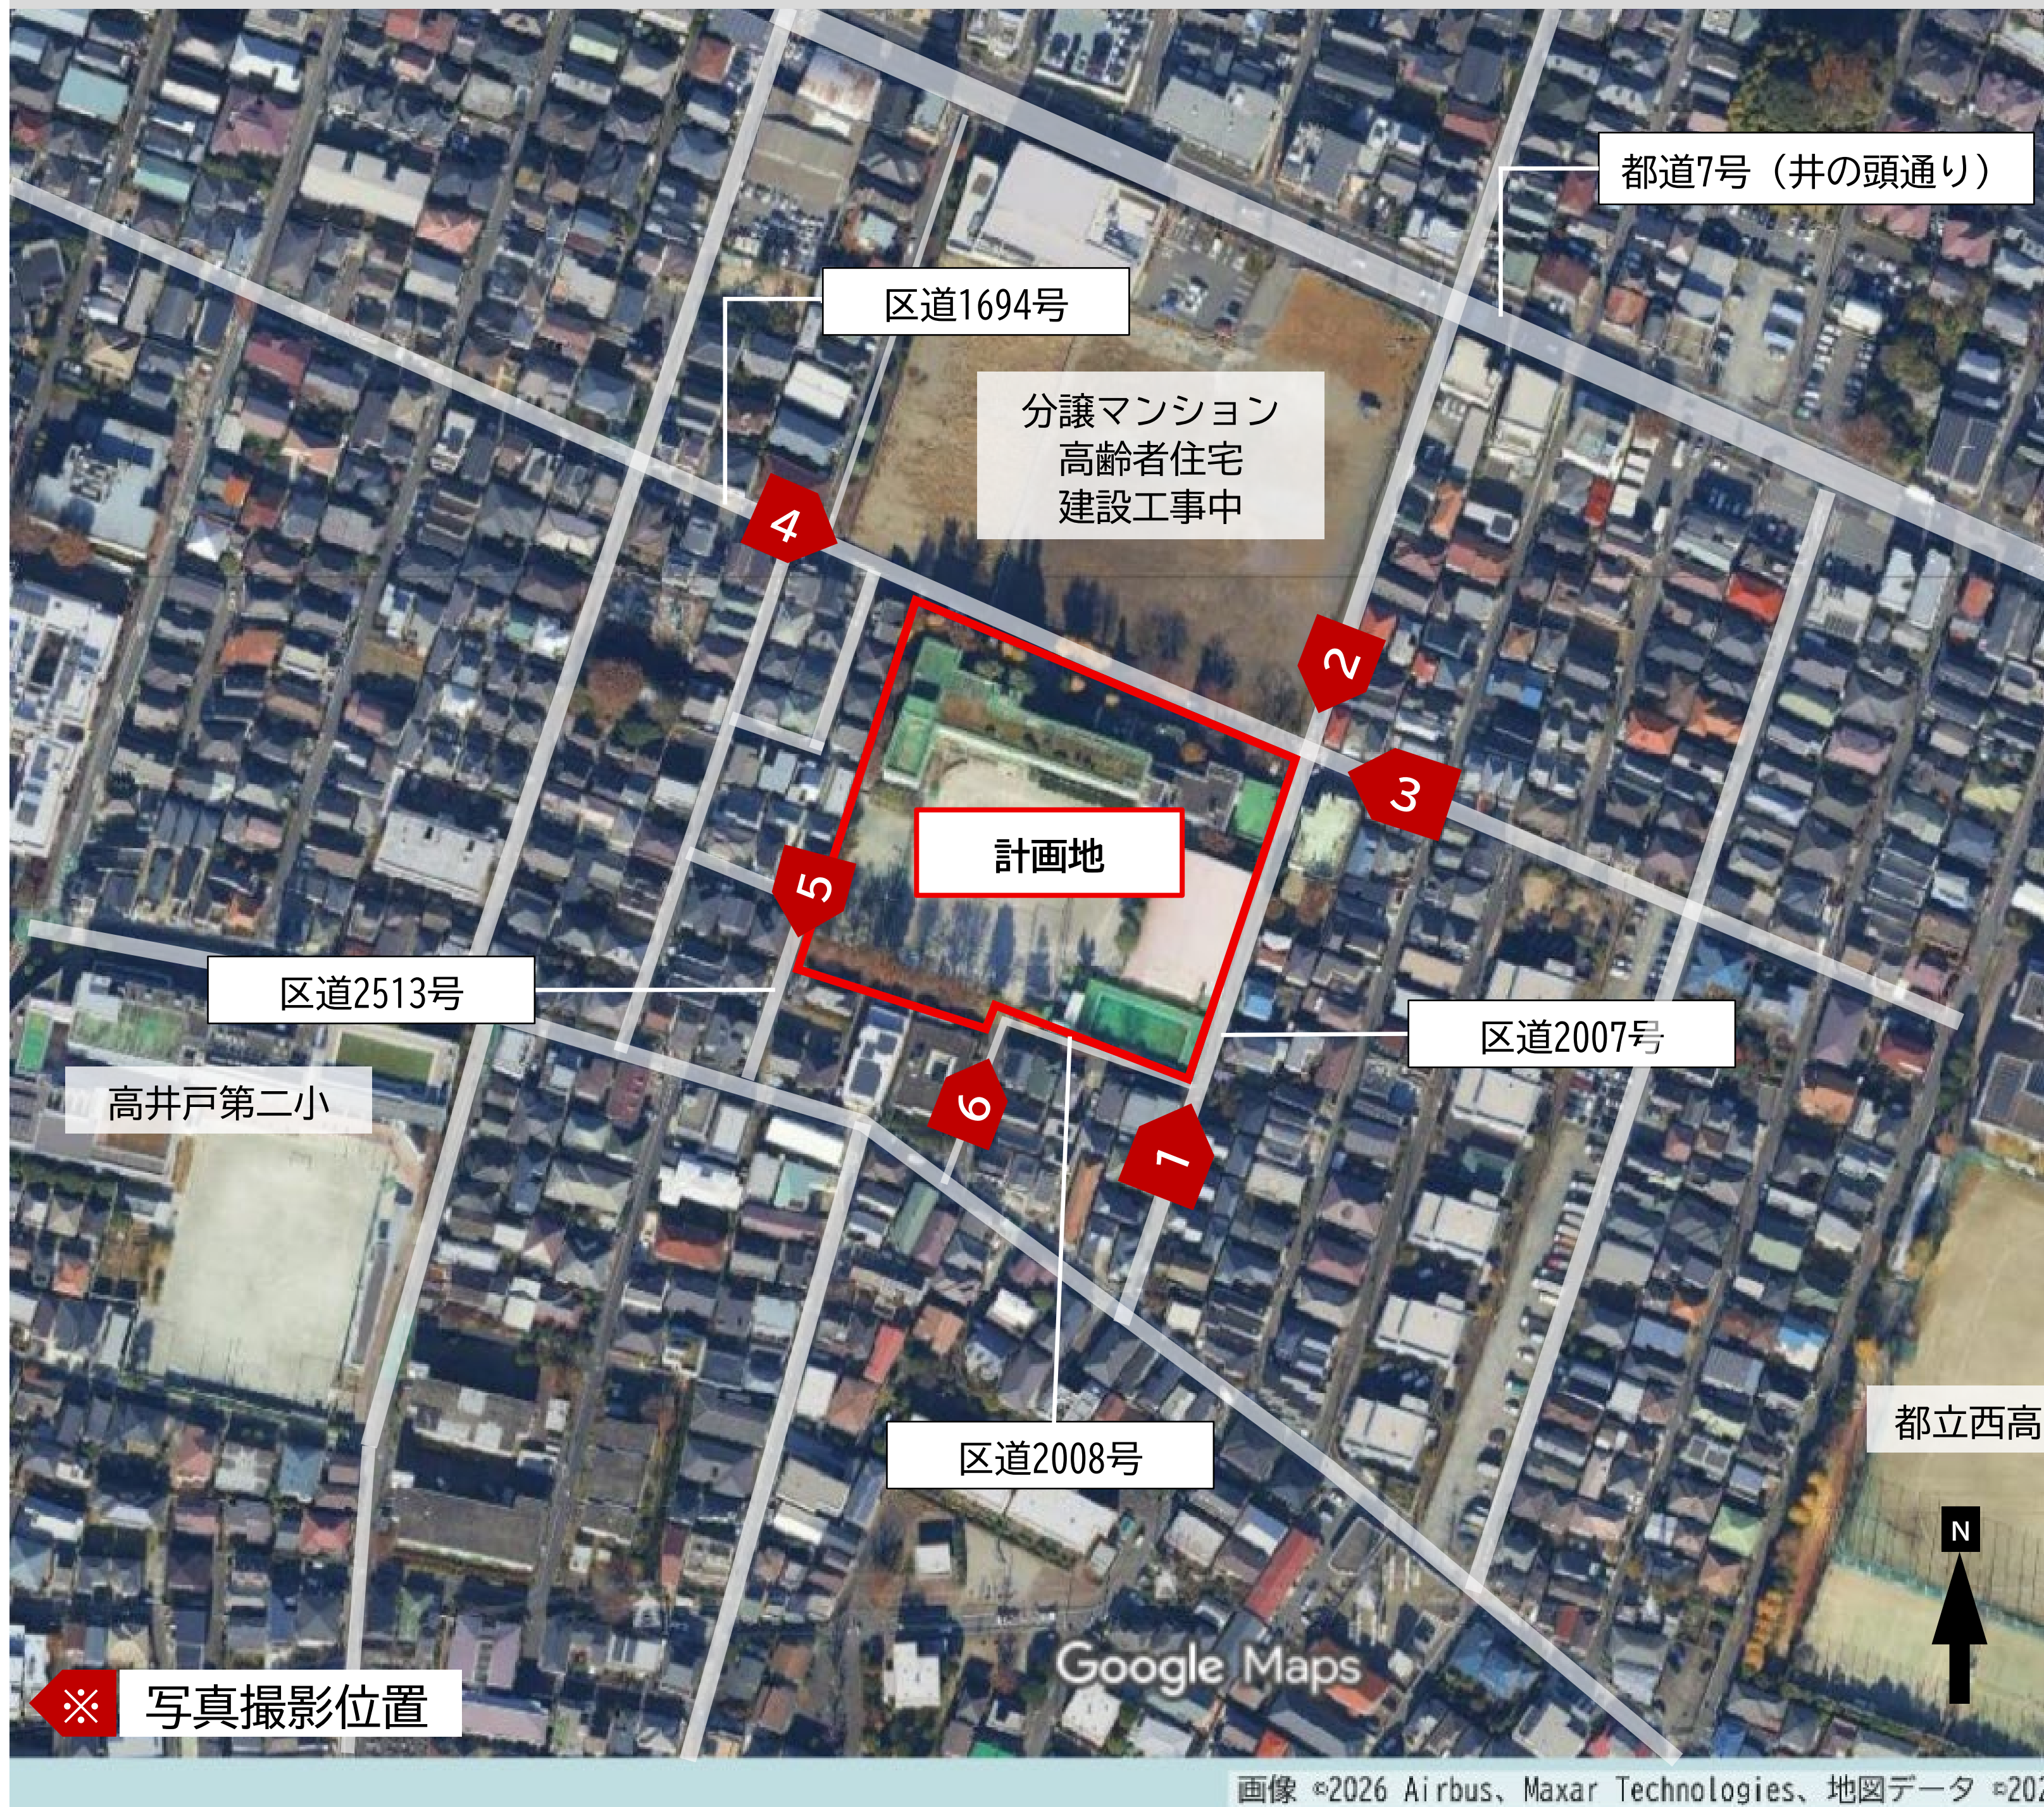 都道7号（井の頭通り）
区道1694号
分譲マンション
高齢者住宅
建設工事中
4
2
3
計画地
5
区道2513号
区道2007号
高井戸第二小
6
1
都立西高
区道2008号
N
Google Maps
※ 写真撮影位置
画像 ©2026 Airbus、Maxar Technologies、地図データ ©202